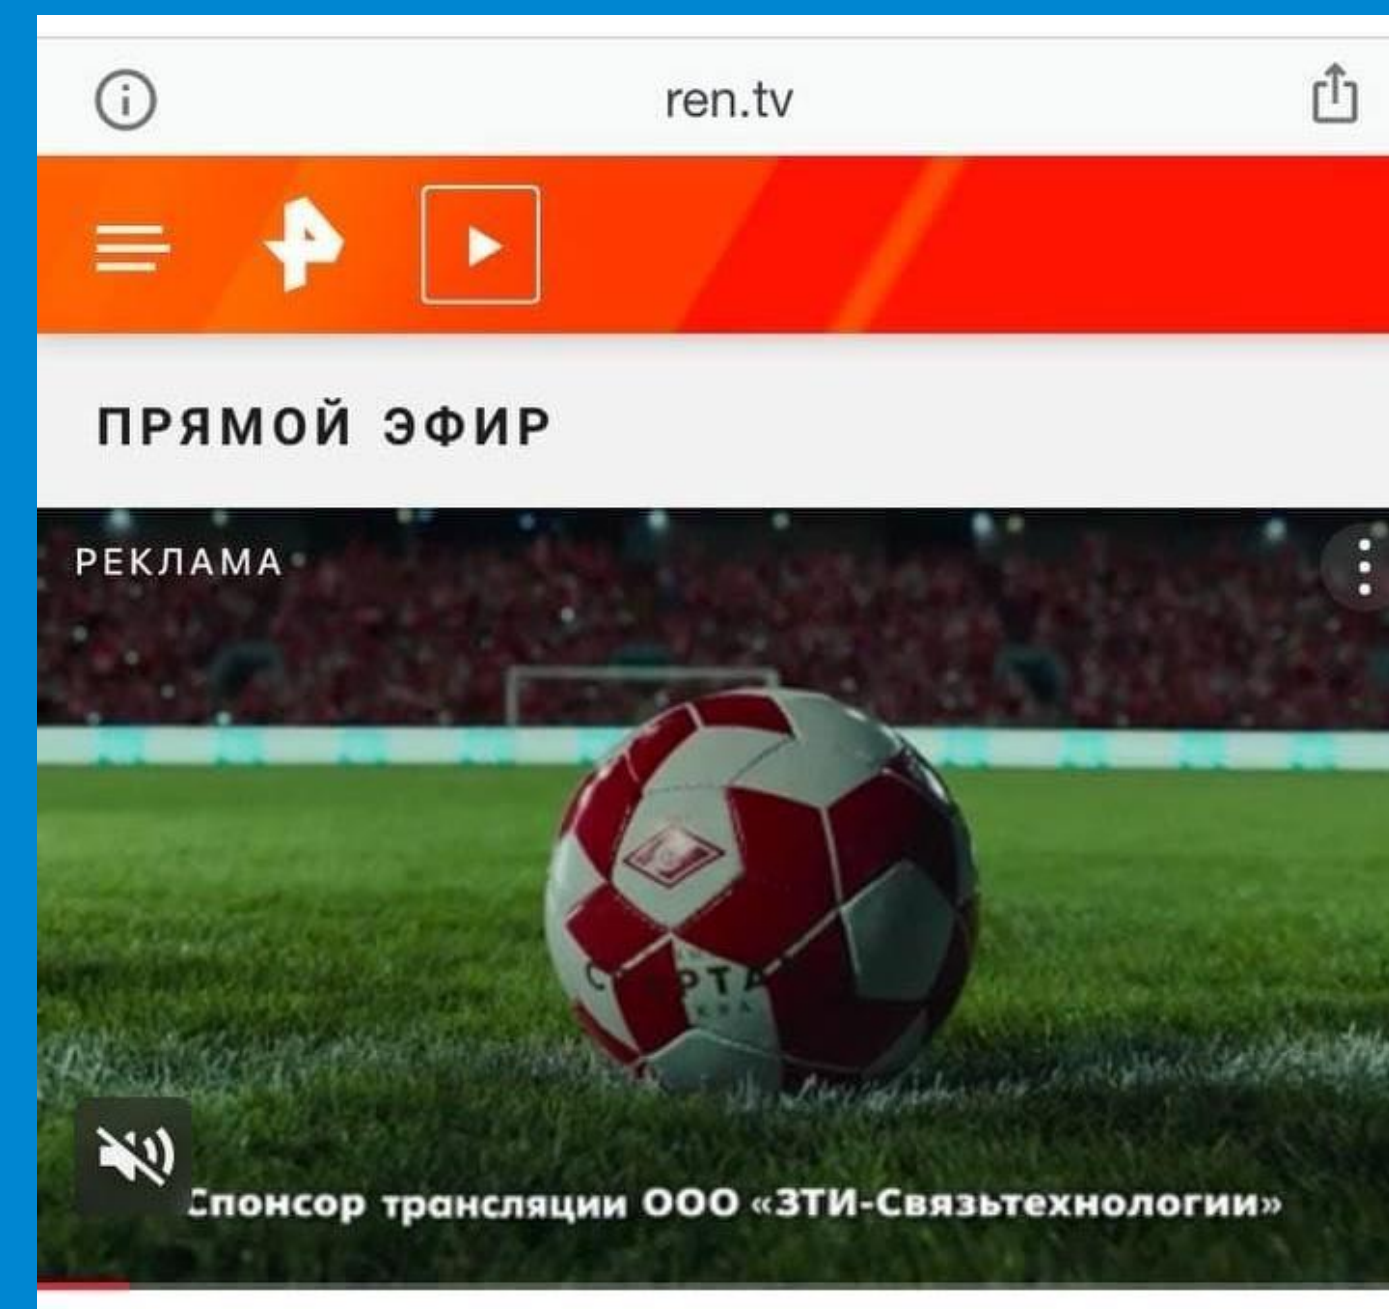 ren.tv
ПРЯМОЙ ЭФИР
РЕКЛАМА
Спонсор трансляции ООО «ЗТИ-Связьтехнологии»